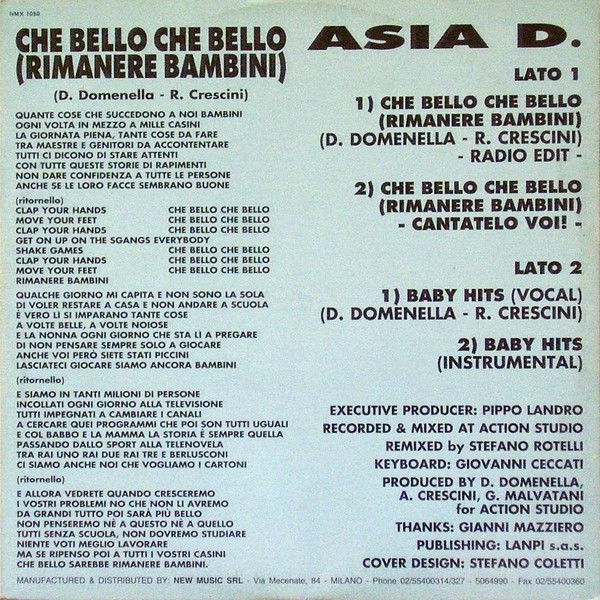 NMX 1050
CHE BELLO CHE BELLO
(RIMANERE BAMBINI)
(D. Domenella - R. Crescini)
QUANTE COSE CHE SUCCEDONO A NOI BAMBINI
OGNI VOLTA IN MEZZO A MILLE CASINI
LA GIORNATA PIENA, TANTE COSE DA FARE
TRA MAESTRE E GENITORI DA ACCONTENTARE
TUTTI CI DICONO DI STARE ATTENTI
CON TUTTE QUESTE STORIE DI RAPIMENTI
NON DARE CONFIDENZA A TUTTE LE PERSONE
ANCHE SE LE LORO FACCE SEMBRANO BUONE
(ritornello)
CLAP YOUR HANDS CHE BELLO CHE BELLO
MOVE YOUR FEET CHE BELLO CHE BELLO
CLAP YOUR HANDS CHE BELLO CHE BELLO
GET ON UP ON THE SGANGS EVERYBODY
SHAKE GAMES CHE BELLO CHE BELLO
CLAP YOUR HANDS CHE BELLO CHE BELLO
MOVE YOUR FEET CHE BELLO CHE BELLO
RIMANERE BAMBINI
QUALCHE GIORNO MI CAPITA E NON SONO LA SOLA
DI VOLER RESTARE A CASA E NON ANDARE A SCUOLA
È VERO LÌ SI IMPARANO TANTE COSE
A VOLTE BELLE, A VOLTE NOIOSE
E LA NONNA OGNI GIORNO CHE STA LÌ A PREGARE
DI NON PENSARE SEMPRE SOLO A GIOCARE
ANCHE VOI PERÒ SIETE STATI PICCINI
LASCIATECI GIOCARE SIAMO ANCORA BAMBINI
(ritornello)
E SIAMO IN TANTI MILIONI DI PERSONE
INCOLLATI OGNI GIORNO ALLA TELEVISIONE
TUTTI IMPEGNATI A CAMBIARE I CANALI
A CERCARE QUEI PROGRAMMI CHE POI SON TUTTI UGUALI
E COL BABBO E LA MAMMA LA STORIA È SEMPRE QUELLA
PASSANDO DALLO SPORT ALLA TELENOVELA
TRA RAI UNO RAI DUE RAI TRE E BERLUSCONI
CI SIAMO ANCHE NOI CHE VOGLIAMO I CARTONI
(ritornello)
E ALLORA VEDRETE QUANDO CRESCEREMO
I VOSTRI PROBLEMI NO CHE NON LI AVREMO
DA GRANDI TUTTO POI SARÀ PIÙ BELLO
NON PENSEREMO NÈ A QUESTO NÈ A QUELLO
TUTTI SENZA SCUOLA, NON DOVREMO STUDIARE
NIENTE VOTI MEGLIO LAVORARE
MA SE RIPENSO POI A TUTTI I VOSTRI CASINI
CHE BELLO SAREBBE RIMANERE BAMBINI.
ASIA D.
LATO 1
1) CHE BELLO CHE BELLO
(RIMANERE BAMBINI)
(D. DOMENELLA - R. CRESCINI)
- RADIO EDIT -
2) CHE BELLO CHE BELLO
(RIMANERE BAMBINI)
- CANTATELO VOI! -
LATO 2
1) BABY HITS (VOCAL)
(D. DOMENELLA - R. CRESCINI)
2) BABY HITS
(INSTRUMENTAL)
EXECUTIVE PRODUCER: PIPPO LANDRO
RECORDED & MIXED AT ACTION STUDIO
REMIXED by STEFANO ROTELLI
KEYBOARD: GIOVANNI CECCATI
PRODUCED BY D. DOMENELLA,
A. CRESCINI, G. MALVATANI
for ACTION STUDIO
THANKS: GIANNI MAZZIERO
PUBLISHING: LANPI s.a.s.
COVER DESIGN: STEFANO COLETTI
MANUFACTURED & DISTRIBUTED BY: NEW MUSIC SRL - Via Mecenate, 84 - MILANO - Phone 02/55400314/327 - 5064990 - Fax 02/55400360